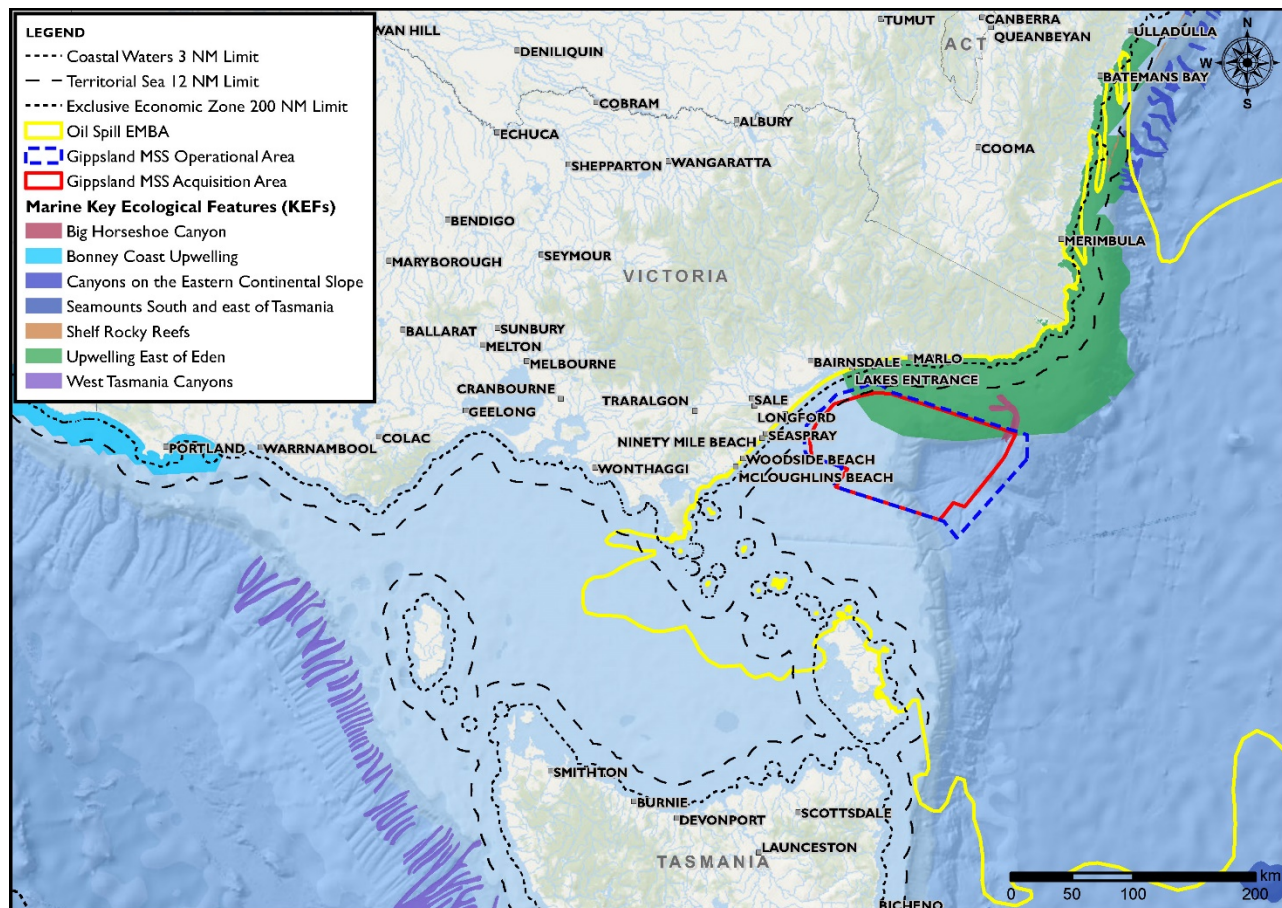 LEGEND
Coastal Waters 3 NM Limit
Territorial Sea 12 NM Limit
Exclusive Economic Zone 200 NM Limit
Oil Spill EMBA
Gippsland MSS Operational Area
Gippsland MSS Acquisition Area
Marine Key Ecological Features (KEFs)
Big Horseshoe Canyon
Bonney Coast Upwelling
Canyons on the Eastern Continental Slope
Seamounts South and east of Tasmania
Shelf Rocky Reefs
Upwelling East of Eden
West Tasmania Canyons
WAN HILL
TUMUT
CANBERRA
QUEANBEYAN
ACT
ULLADULLA
N
W
E
S
DENILIQUIN
BATEMANS BAY
COBRAM
ALBURY
ECHUCA
COOMA
SHEPPARTON
WANGARATTA
BENDIGO
MERIMBULA
MARYBOROUGH
SEYMOUR
VICTORIA
BALLARAT
SUNBURY
MELTON
MELBOURNE
BAIRNSDALE
MARLO
LAKES ENTRANCE
CRANBOURNE
TRARALGON
SALE
GEELONG
LONGFORD
COLAC
NINETY MILE BEACH
SEASPRAY
PORTLAND
WARRNAMBOOL
WOODSIDE BEACH
WONTHAGGI
MCLOUGHLINS BEACH
SMITHTON
BURNIE
DEVONPORT
SCOTTSDALE
LAUNCESTON
TASMANIA
BICHENO
km
0
50
100
200